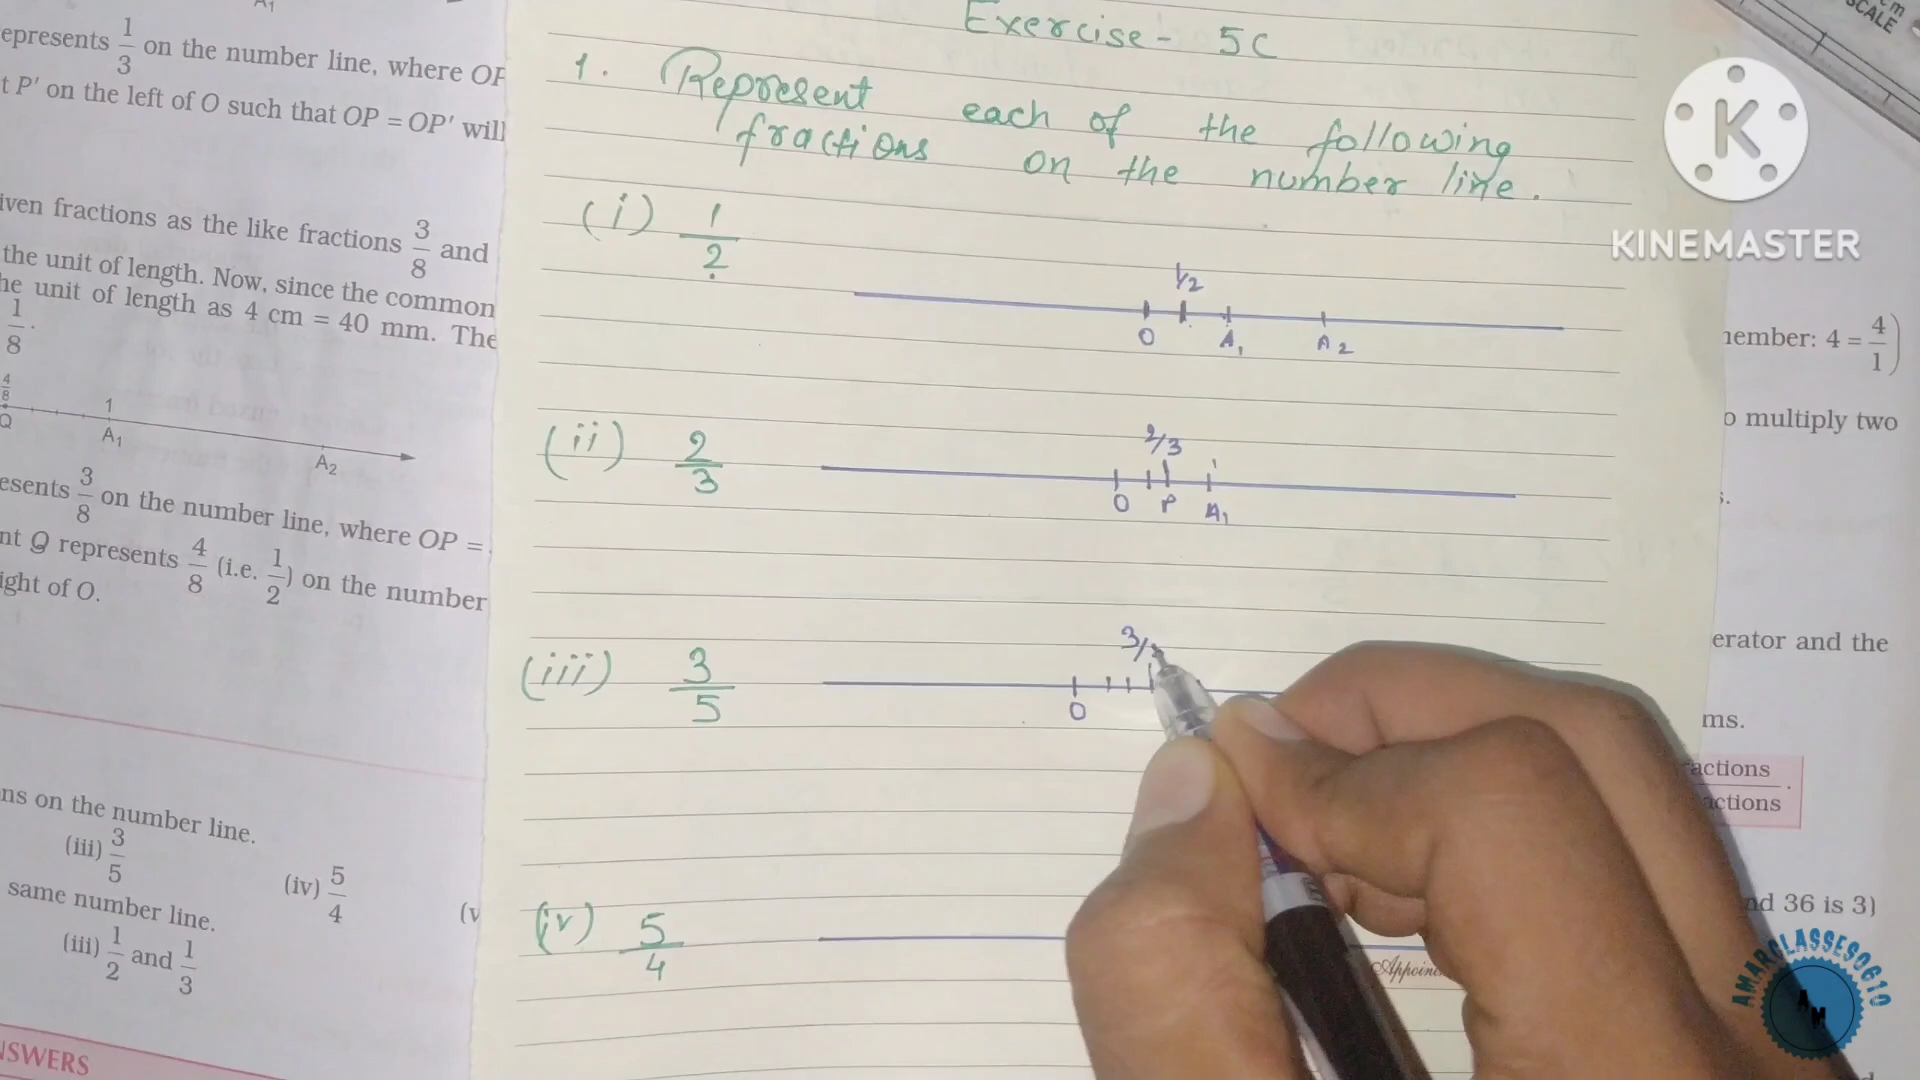 A₁
epresents 1/3 on the number line, where OP
t P′ on the left of O such that OP = OP′ will
iven fractions as the like fractions 3/8 and
the unit of length. Now, since the common
he unit of length as 4 cm = 40 mm. The
1/8.
4/8 1
Q A₁ A₂
esents 3/8 on the number line, where OP =
nt Q represents 4/8 (i.e. 1/2) on the number
ight of O.
ns on the number line.
(iii) 3/5 (iv) 5/4 (v
same number line.
(iii) 1/2 and 1/3
NSWERS
Exercise - 5C
1. Represent each of the following
fractions on the number line.
(i) 1/2
1/2
O A₁ A₂
(ii) 2/3
2/3 1
O P A₁
(iii) 3/5
3/
O
(iv) 5/4
cm
SCALE
KINEMASTER
nember: 4 = 4/1)
o multiply two
s.
erator and the
ms.
actions
actions
nd 36 is 3)
Appoin
AMARCLASSES0610
AM